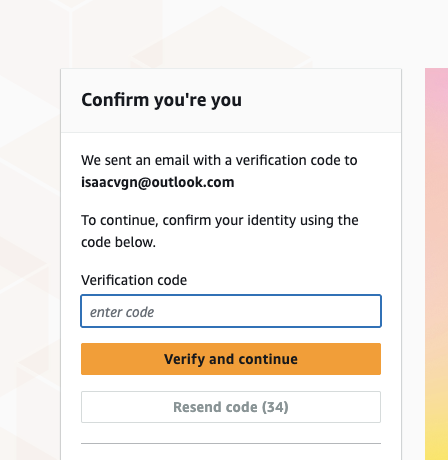 Confirm you're you
We sent an email with a verification code to
isaacvgn@outlook.com
To continue, confirm your identity using the
code below.
Verification code
enter code
Verify and continue
Resend code (34)